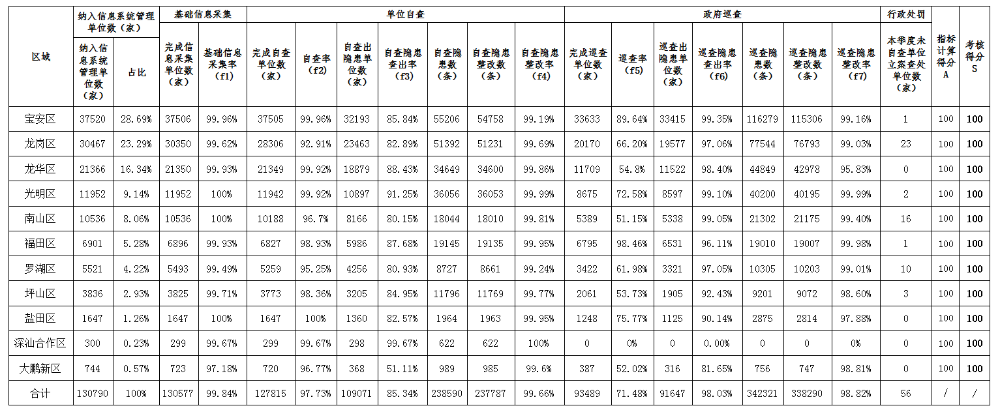 区域 纳入信息系统管理单位数（家） 基础信息采集 单位自查 政府巡查 行政处罚 指标计算得分A 考核得分S
纳入信息系统管理单位数（家） 占比 完成信息采集单位数（家） 基础信息采集率（f1） 完成自查单位数（家） 自查率（f2） 自查出隐患单位数（家） 自查隐患查出率（f3） 自查隐患数（条） 自查隐患整改数（条） 自查隐患整改率（f4） 完成巡查单位数（家） 巡查率（f5） 巡查出隐患单位数（家） 巡查隐患查出率（f6） 巡查隐患数（条） 巡查隐患整改数（条） 巡查隐患整改率（f7） 本季度未自查单位立案查处单位数（家）
宝安区 37520 28.69% 37506 99.96% 37505 99.96% 32193 85.84% 55206 54758 99.19% 33633 89.64% 33415 99.35% 116279 115306 99.16% 1 100 100
龙岗区 30467 23.29% 30350 99.62% 28306 92.91% 23463 82.89% 51392 51231 99.69% 20170 66.20% 19577 97.06% 77544 76793 99.03% 23 100 100
龙华区 21366 16.34% 21350 99.93% 21349 99.92% 18879 88.43% 34649 34600 99.86% 11709 54.8% 11522 98.40% 44849 42978 95.83% 0 100 100
光明区 11952 9.14% 11952 100% 11942 99.92% 10897 91.25% 36056 36053 99.99% 8675 72.58% 8597 99.10% 40200 40195 99.99% 2 100 100
南山区 10536 8.06% 10536 100% 10188 96.7% 8166 80.15% 18044 18010 99.81% 5389 51.15% 5338 99.05% 21302 21175 99.40% 16 100 100
福田区 6901 5.28% 6896 99.93% 6827 98.93% 5986 87.68% 19145 19135 99.95% 6795 98.46% 6531 96.11% 19010 19007 99.98% 1 100 100
罗湖区 5521 4.22% 5493 99.49% 5259 95.25% 4256 80.93% 8727 8661 99.24% 3422 61.98% 3321 97.05% 10305 10203 99.01% 10 100 100
坪山区 3836 2.93% 3825 99.71% 3773 98.36% 3205 84.95% 11796 11769 99.77% 2061 53.73% 1905 92.43% 9201 9072 98.60% 3 100 100
盐田区 1647 1.26% 1647 100% 1647 100% 1360 82.57% 1964 1963 99.95% 1248 75.77% 1125 90.14% 2875 2814 97.88% 0 100 100
深汕合作区 300 0.23% 299 99.67% 299 99.67% 298 99.67% 622 622 100% 0 0% 0 0.00% 0 0 0% 0 100 100
大鹏新区 744 0.57% 723 97.18% 720 96.77% 368 51.11% 989 985 99.6% 387 52.02% 316 81.65% 756 747 98.81% 0 100 100
合计 130790 100% 130577 99.84% 127815 97.73% 109071 85.34% 238590 237787 99.66% 93489 71.48% 91647 98.03% 342321 338290 98.82% 56 / /